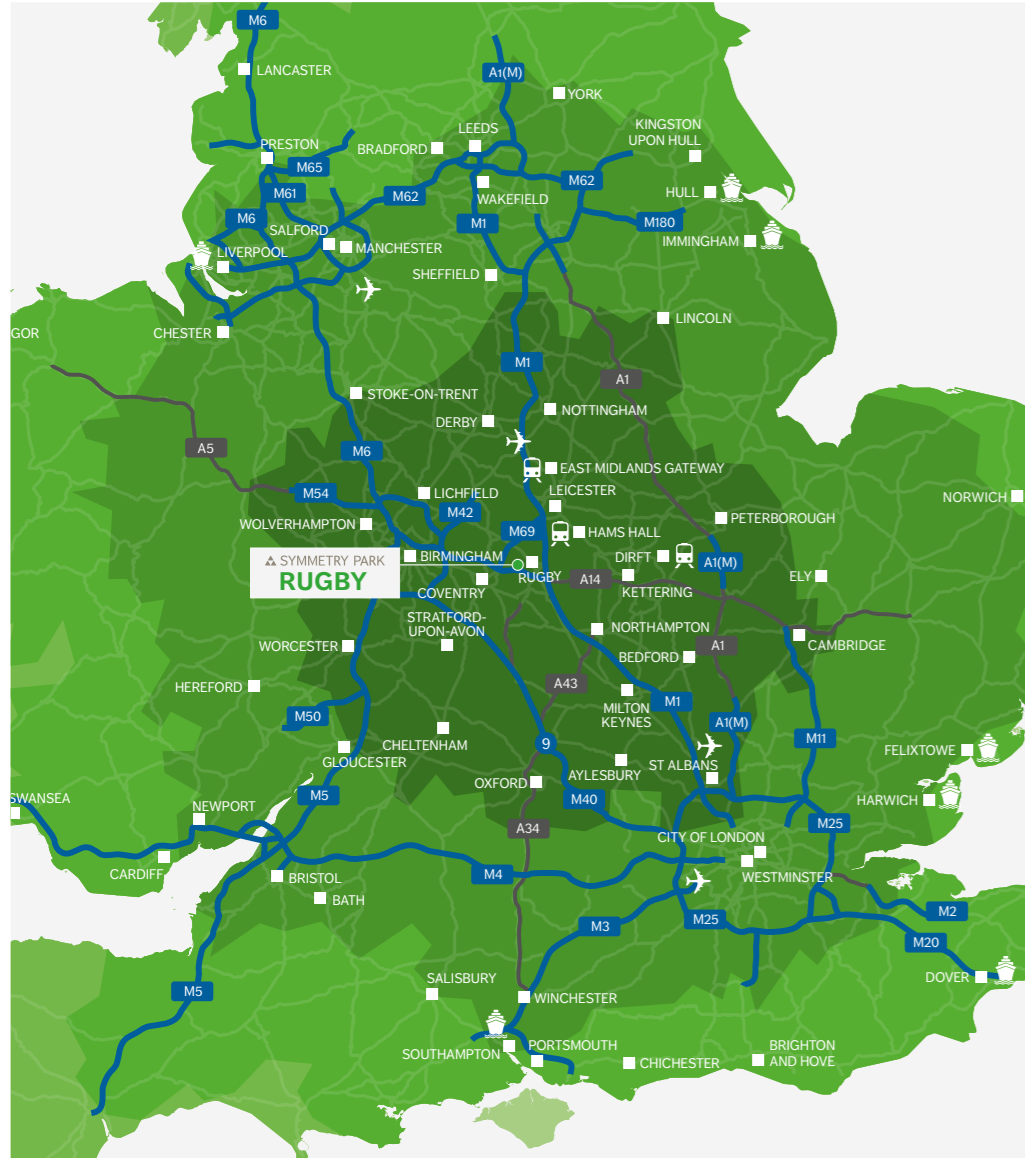 M6
LANCASTER
A1(M)
YORK
KINGSTON
UPON HULL
LEEDS
BRADFORD
PRESTON
M65
M61
M62
M62
WAKEFIELD
HULL
M6
M1
M180
SALFORD
MANCHESTER
IMMINGHAM
LIVERPOOL
SHEFFIELD
LINCOLN
CHESTER
GOR
M1
A1
STOKE-ON-TRENT
NOTTINGHAM
DERBY
A5
M6
EAST MIDLANDS GATEWAY
M54
LICHFIELD
LEICESTER
NORWICH
M42
WOLVERHAMPTON
M69
HAMS HALL
PETERBOROUGH
SYMMETRY PARK
RUGBY
BIRMINGHAM
RUGBY
DIRFT
A1(M)
COVENTRY
A14
KETTERING
ELY
STRATFORD-
UPON-AVON
NORTHAMPTON
WORCESTER
BEDFORD
A1
CAMBRIDGE
HEREFORD
A43
M50
MILTON
KEYNES
M1
A1(M)
M11
CHELTENHAM
9
GLOUCESTER
FELIXTOWE
AYLESBURY
ST ALBANS
OXFORD
M5
M40
HARWICH
SWANSEA
NEWPORT
A34
M25
CITY OF LONDON
CARDIFF
BRISTOL
M4
WESTMINSTER
BATH
M3
M25
M2
M20
SALISBURY
DOVER
M5
WINCHESTER
SOUTHAMPTON
PORTSMOUTH
CHICHESTER
BRIGHTON
AND HOVE